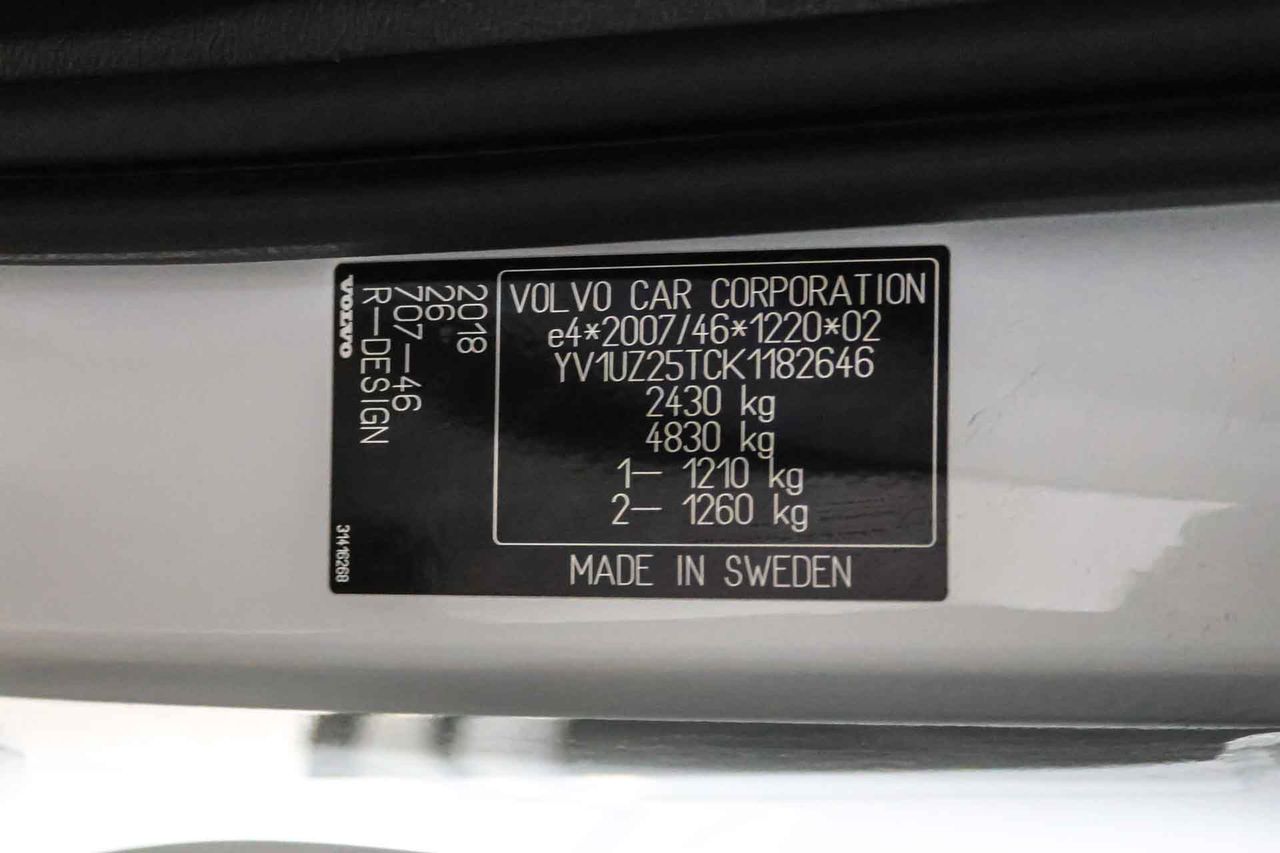 VOLVO CAR CORPORATION
e4*2007/46*1220*02
YV1UZ25TCK1182646
2430 kg
4830 kg
1— 1210 kg
2— 1260 kg
MADE IN SWEDEN
2018
26
707—46
R—DESIGN
VOLVO
31416268